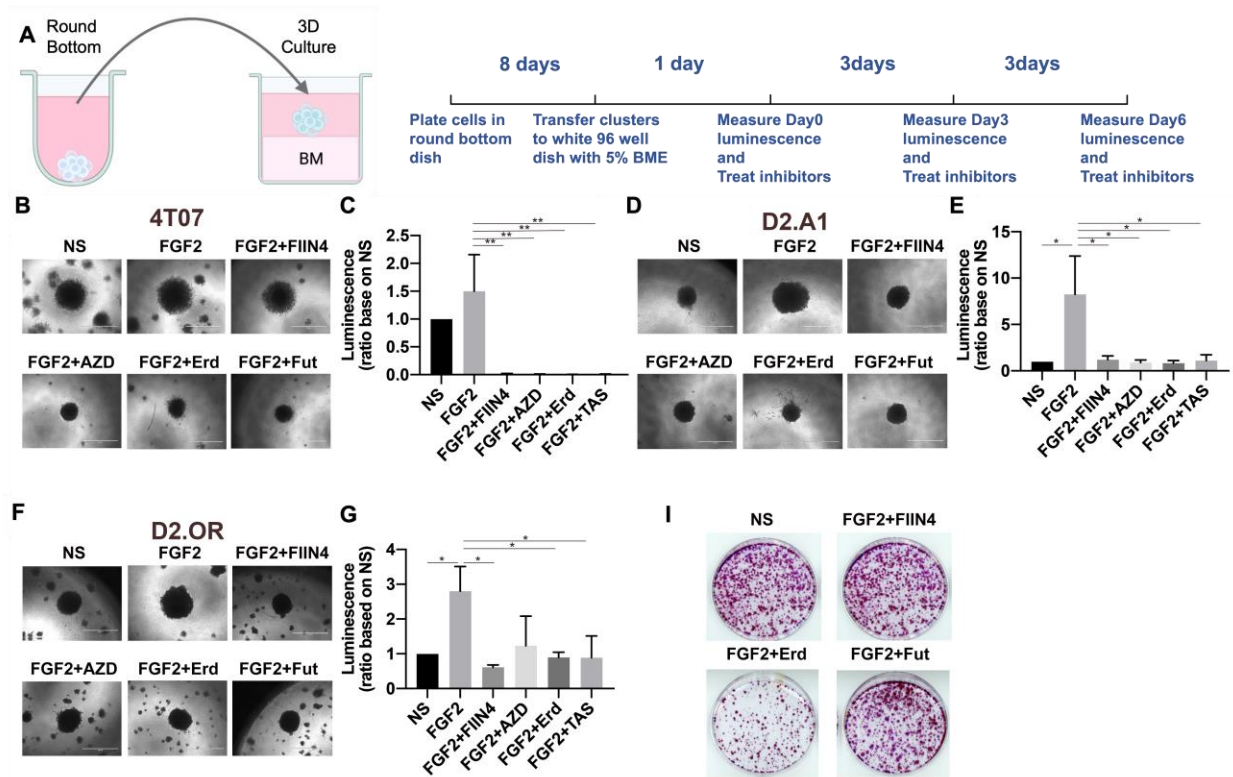 A
Round
Bottom
3D
Culture
BM
8 days
1 day
3days
3days
Plate cells in
round bottom
dish
Transfer clusters
to white 96 well
dish with 5% BME
Measure Day0
luminescence
and
Treat inhibitors
Measure Day3
luminescence
and
Treat inhibitors
Measure Day6
luminescence
and
Treat inhibitors
B
4T07
NS
FGF2
FGF2+FIIN4
FGF2+AZD
FGF2+Erd
FGF2+Fut
C
Luminescence
(ratio base on NS)
2.5
2.0
1.5
1.0
0.5
0.0
**
**
**
**
NS
FGF2
FGF2+FIIN4
FGF2+AZD
FGF2+Erd
FGF2+TAS
D
D2.A1
NS
FGF2
FGF2+FIIN4
FGF2+AZD
FGF2+Erd
FGF2+Fut
E
Luminescence
(ratio base on NS)
15
10
5
0
*
*
*
*
*
NS
FGF2
FGF2+FIIN4
FGF2+AZD
FGF2+Erd
FGF2+TAS
F
D2.OR
NS
FGF2
FGF2+FIIN4
FGF2+AZD
FGF2+Erd
FGF2+Fut
G
Luminescence
(ratio based on NS)
4
3
2
1
0
*
*
*
*
NS
FGF2
FGF2+FIIN4
FGF2+AZD
FGF2+Erd
FGF2+TAS
I
NS
FGF2+FIIN4
FGF2+Erd
FGF2+Fut